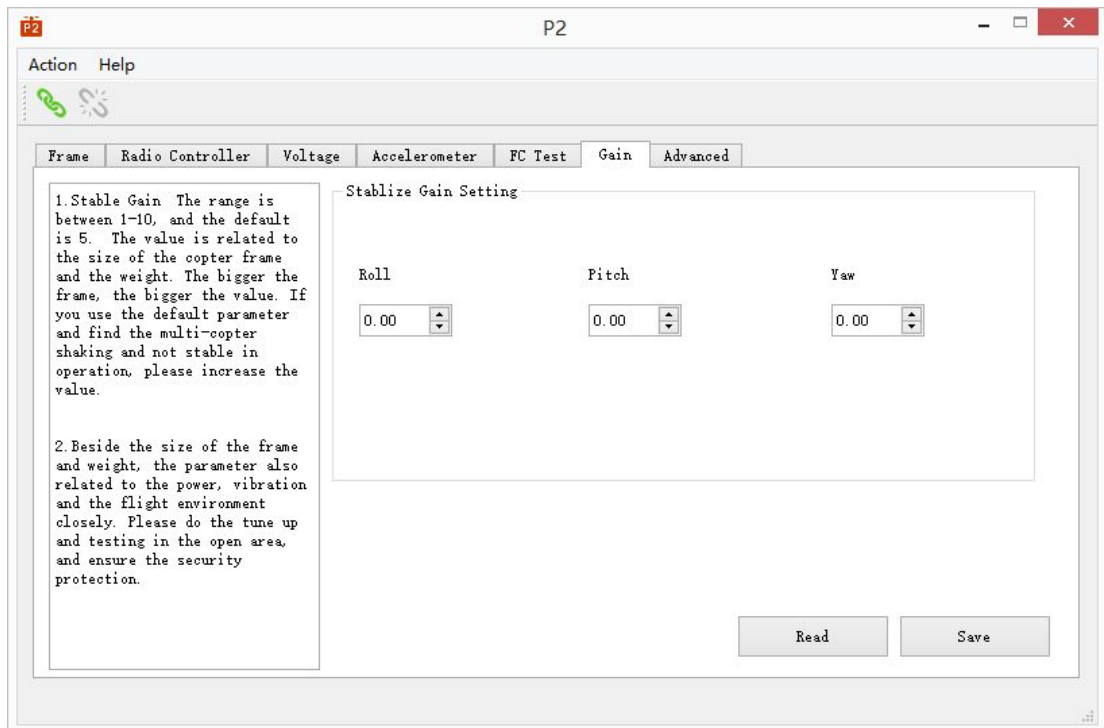 P2
P2
Action Help
Frame Radio Controller Voltage Accelerometer FC Test Gain Advanced
1.Stable Gain The range is
between 1-10, and the default
is 5. The value is related to
the size of the copter frame
and the weight. The bigger the
frame, the bigger the value. If
you use the default parameter
and find the multi-copter
shaking and not stable in
operation, please increase the
value.
2.Beside the size of the frame
and weight, the parameter also
related to the power, vibration
and the flight environment
closely. Please do the tune up
and testing in the open area,
and ensure the security
protection.
Stablize Gain Setting
Roll Pitch Yaw
0.00 0.00 0.00
Read Save